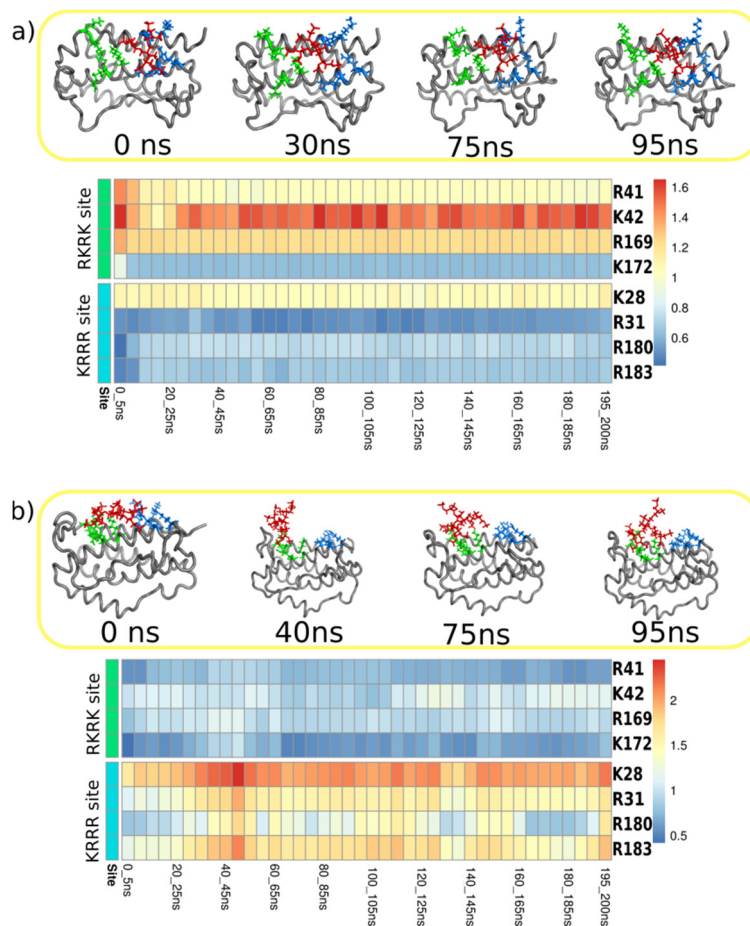 a)
0 ns 30ns 75ns 95ns
RKRK site
R41
K42
R169
K172
KRRR site
K28
R31
R180
R183
1.6
1.4
1.2
1
0.8
0.6
Site
0_5ns
20_25ns
40_45ns
60_65ns
80_85ns
100_105ns
120_125ns
140_145ns
160_165ns
180_185ns
195_200ns
b)
0 ns 40ns 75ns 95ns
RKRK site
R41
K42
R169
K172
KRRR site
K28
R31
R180
R183
2
1.5
1
0.5
Site
0_5ns
20_25ns
40_45ns
60_65ns
80_85ns
100_105ns
120_125ns
140_145ns
160_165ns
180_185ns
195_200ns